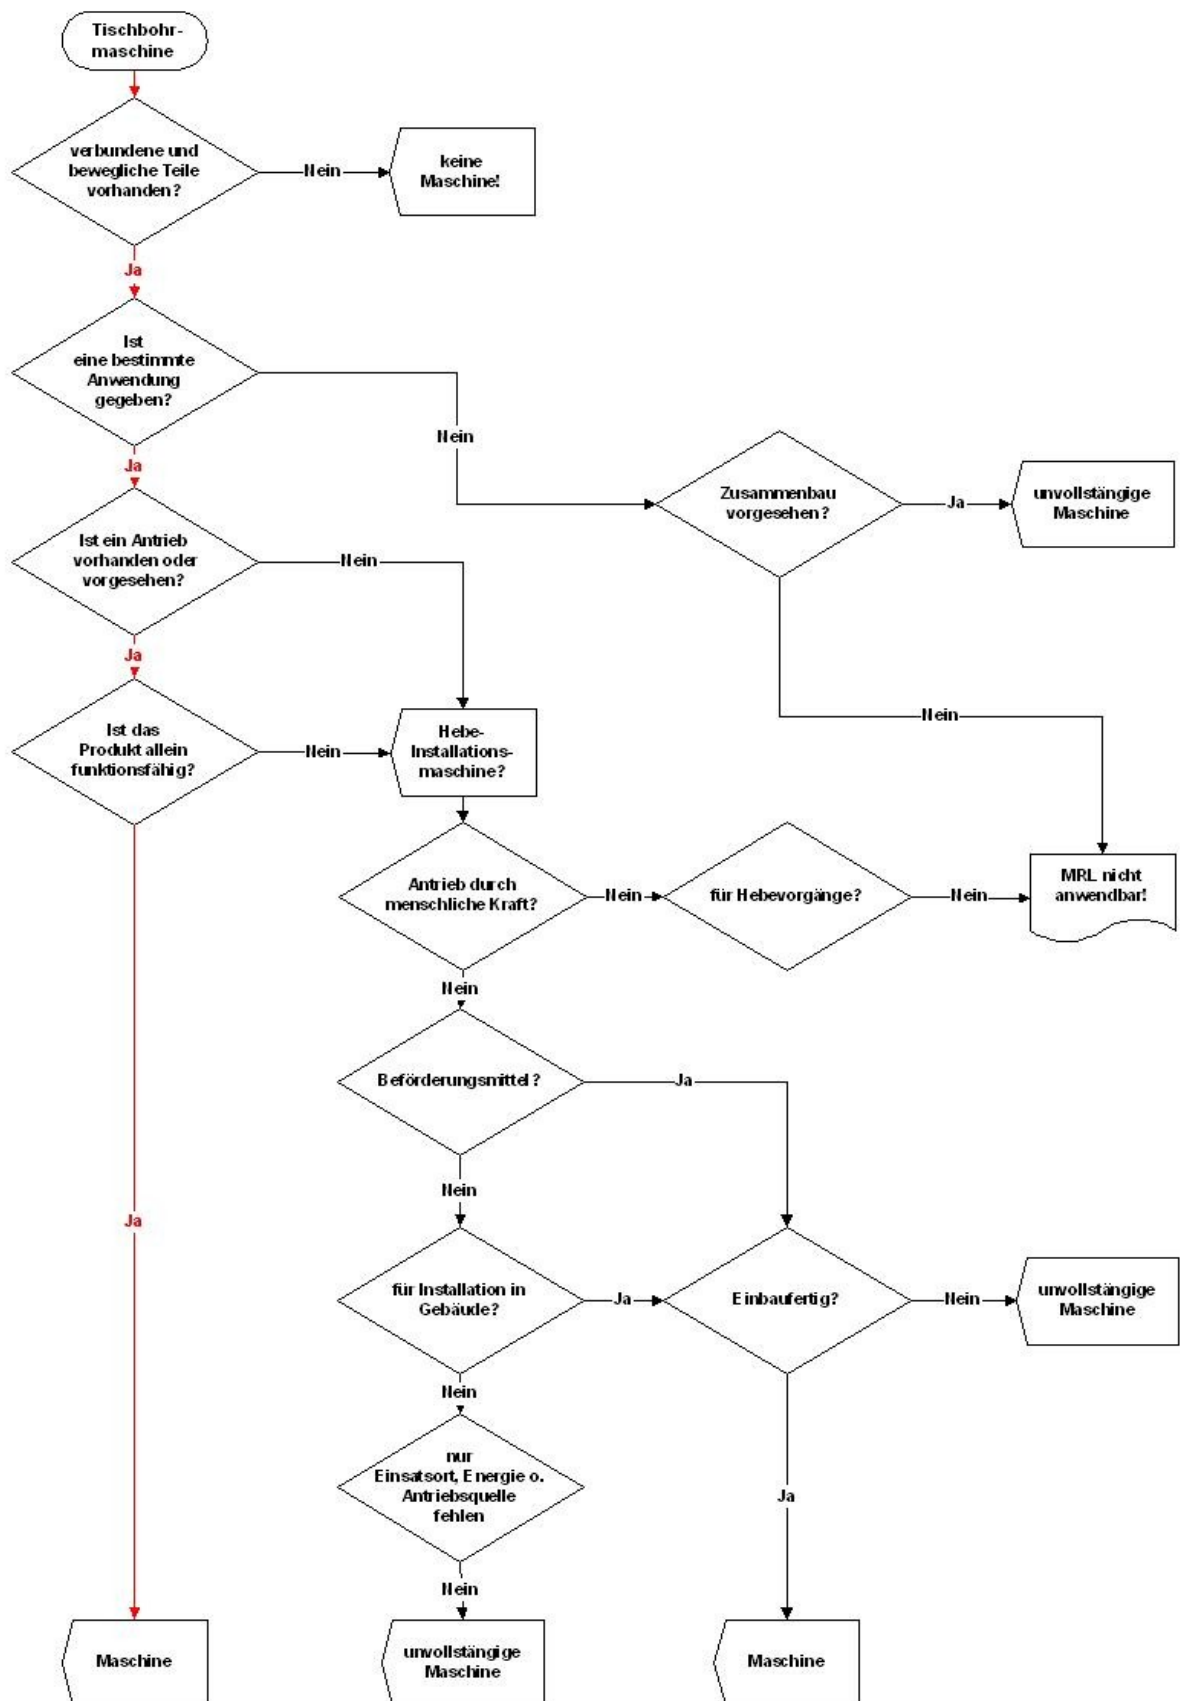 Tischbohr-
maschine
verbundene und
bewegliche Teile
vorhanden?
Nein
keine
Maschine!
Ja
Ist
eine bestimmte
Anwendung
gegeben?
Nein
Ja
Zusammenbau
vorgesehen?
Ja
unvollstängige
Maschine
Ist ein Antrieb
vorhanden oder
vorgesehen?
Nein
Ja
Nein
Ist das
Produkt allein
funktionsfähig?
Nein
Hebe-
Installations-
maschine?
Antrieb durch
menschliche Kraft?
Nein
für Hebevorgänge?
Nein
MRL nicht
anwendbar!
Nein
Beförderungsmittel?
Ja
Nein
Ja
für Installation in
Gebäude?
Ja
Einbaufertig?
Nein
unvollstängige
Maschine
Nein
nur
Einsatsort, Energie o.
Antriebsquelle
fehlen
Ja
Nein
Maschine
unvollstängige
Maschine
Maschine